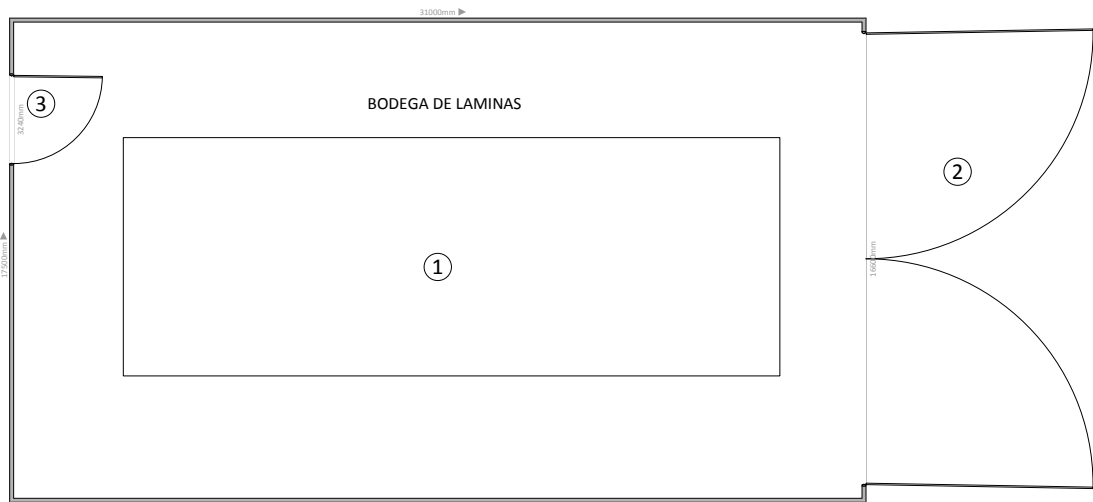 31000mm ►
3
3240mm
BODEGA DE LAMINAS
2
17500mm ►
1
16600mm